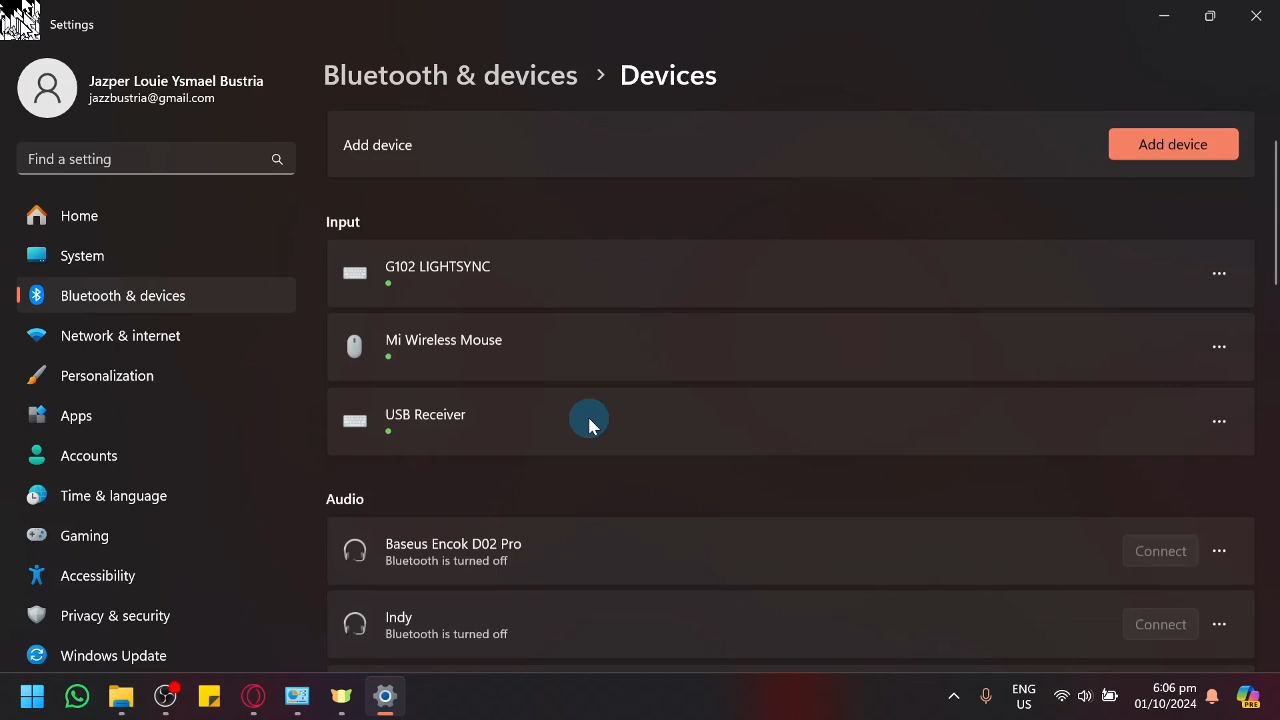 Settings
Jazper Louie Ysmael Bustria
jazzbustria@gmail.com
Find a setting
Home
System
Bluetooth & devices
Network & internet
Personalization
Apps
Accounts
Time & language
Gaming
Accessibility
Privacy & security
Windows Update
Bluetooth & devices > Devices
Add device
Add device
Input
G102 LIGHTSYNC
Mi Wireless Mouse
USB Receiver
Audio
Baseus Encok D02 Pro
Bluetooth is turned off
Connect
Indy
Bluetooth is turned off
Connect
ENG
US
6:06 pm
01/10/2024
PRE